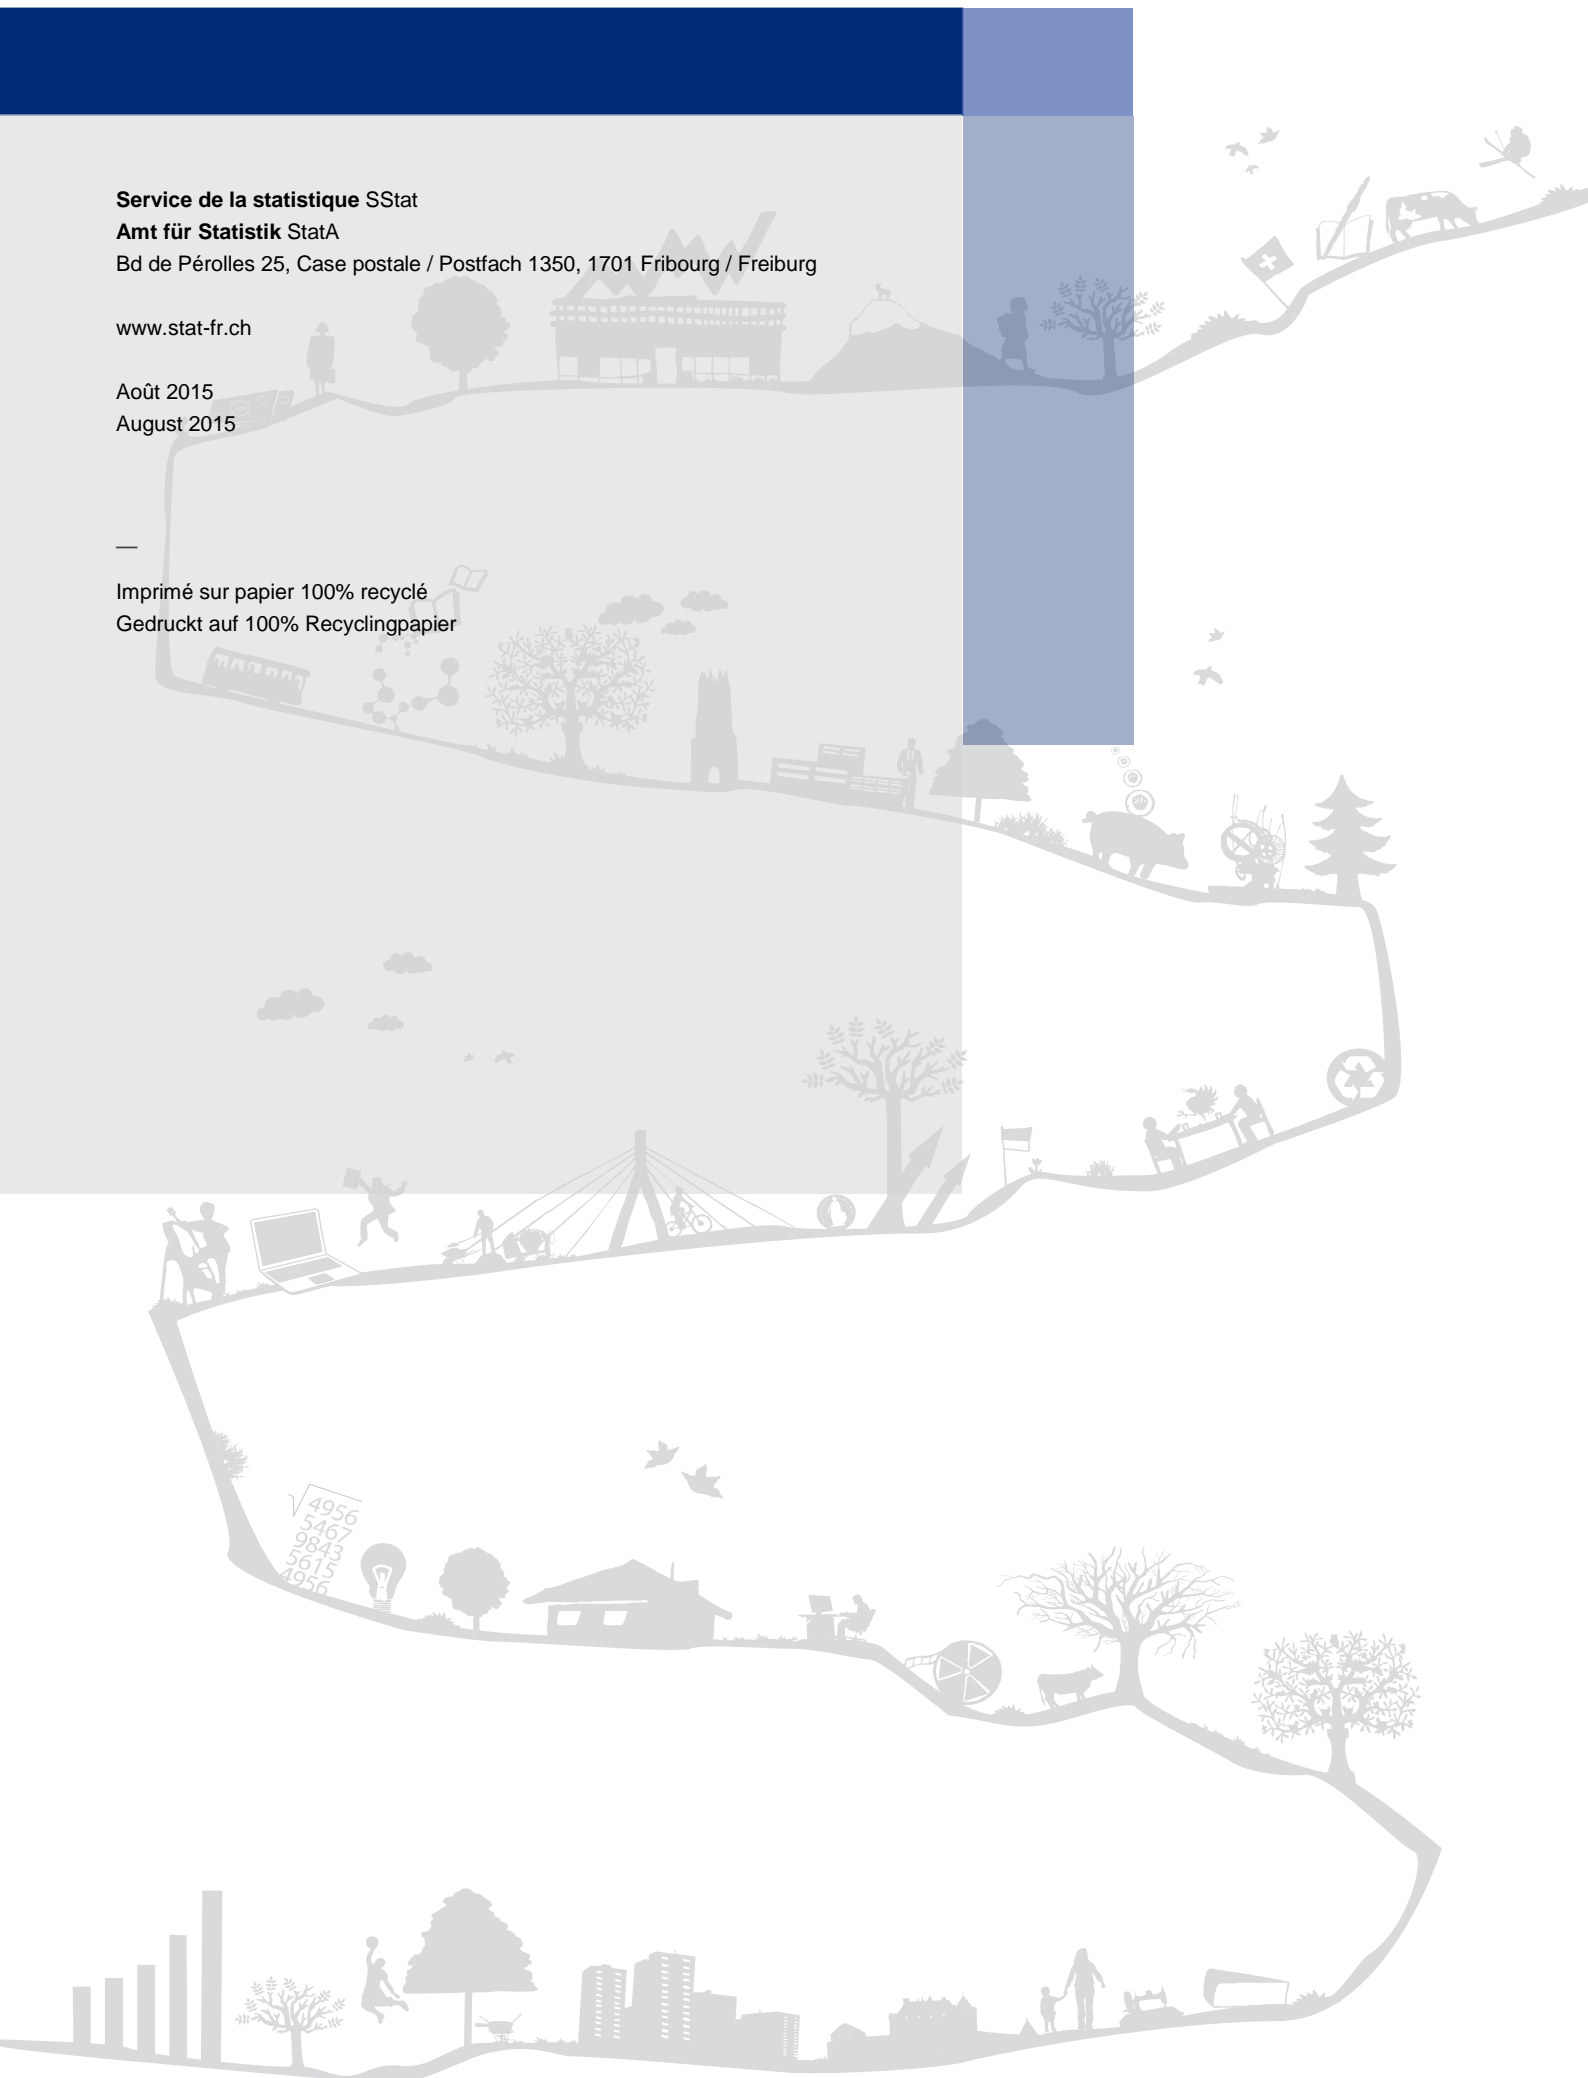 Service de la statistique SStat
Amt für Statistik StatA
Bd de Pérolles 25, Case postale / Postfach 1350, 1701 Fribourg / Freiburg
www.stat-fr.ch
Août 2015
August 2015
—
Imprimé sur papier 100% recyclé
Gedruckt auf 100% Recyclingpapier
4956
5467
9843
5615
4956